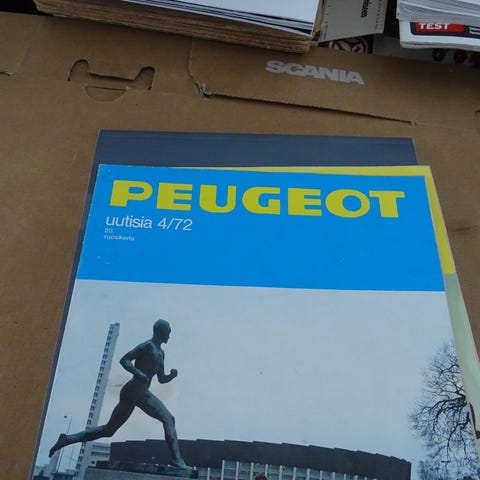 TEST
SCANIA
PEUGEOT
uutisia 4/72
20.
vuosikerta